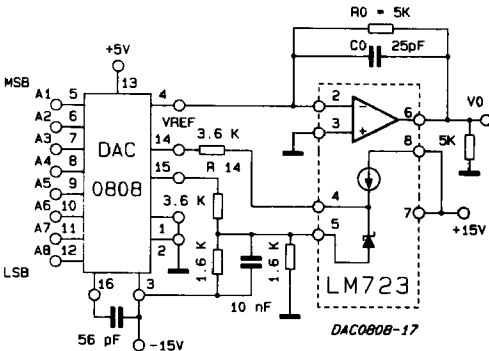 R0 = 5K
C0 25pF
+5V
13
MSB
A1 5
A2 6
A3 7
A4 8
A5 9
A6 10
A7 11
A8 12
LSB
DAC
0808
4
VREF
14
3.6 K
R 14
15
3.6 K
1
2
1.6 K
1.6 K
16
3
10 nF
56 pF
-15V
2
3
6
V0
5K
8
4
5
7
+15V
LM723
DAC0808-17